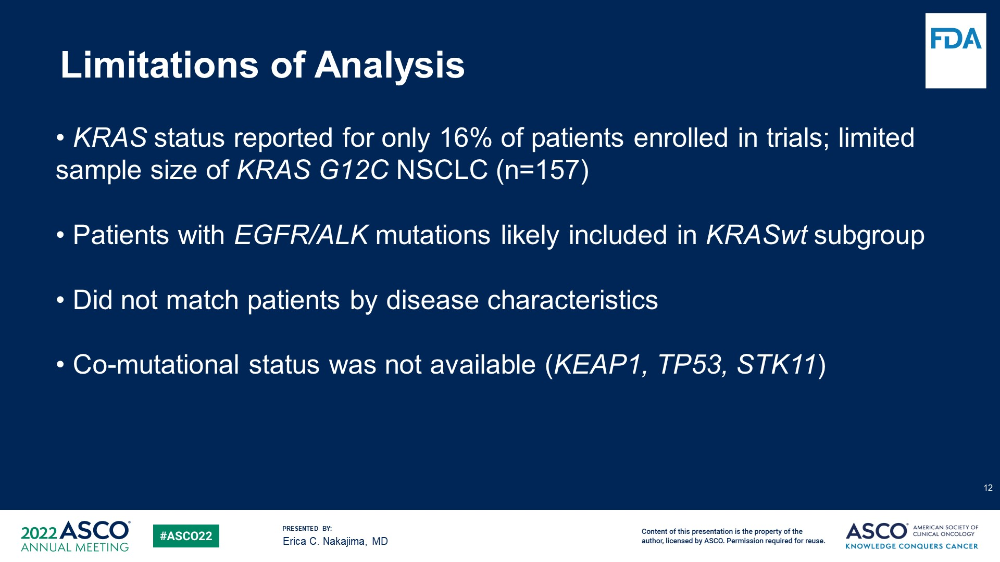 FDA
Limitations of Analysis
• KRAS status reported for only 16% of patients enrolled in trials; limited
sample size of KRAS G12C NSCLC (n=157)
• Patients with EGFR/ALK mutations likely included in KRASwt subgroup
• Did not match patients by disease characteristics
• Co-mutational status was not available (KEAP1, TP53, STK11)
12
2022 ASCO®
ANNUAL MEETING
#ASCO22
PRESENTED BY:
Erica C. Nakajima, MD
Content of this presentation is the property of the
author, licensed by ASCO. Permission required for reuse.
ASCO® AMERICAN SOCIETY OF
CLINICAL ONCOLOGY
KNOWLEDGE CONQUERS CANCER